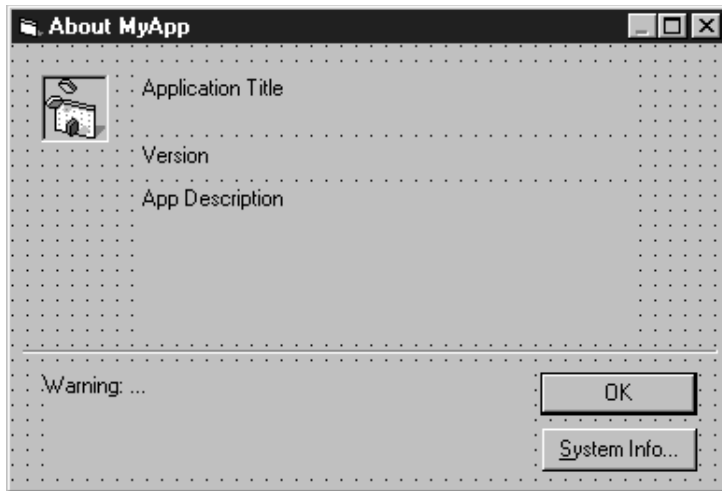 About MyApp
Application Title
Version
App Description
Warning: ...
OK
System Info...